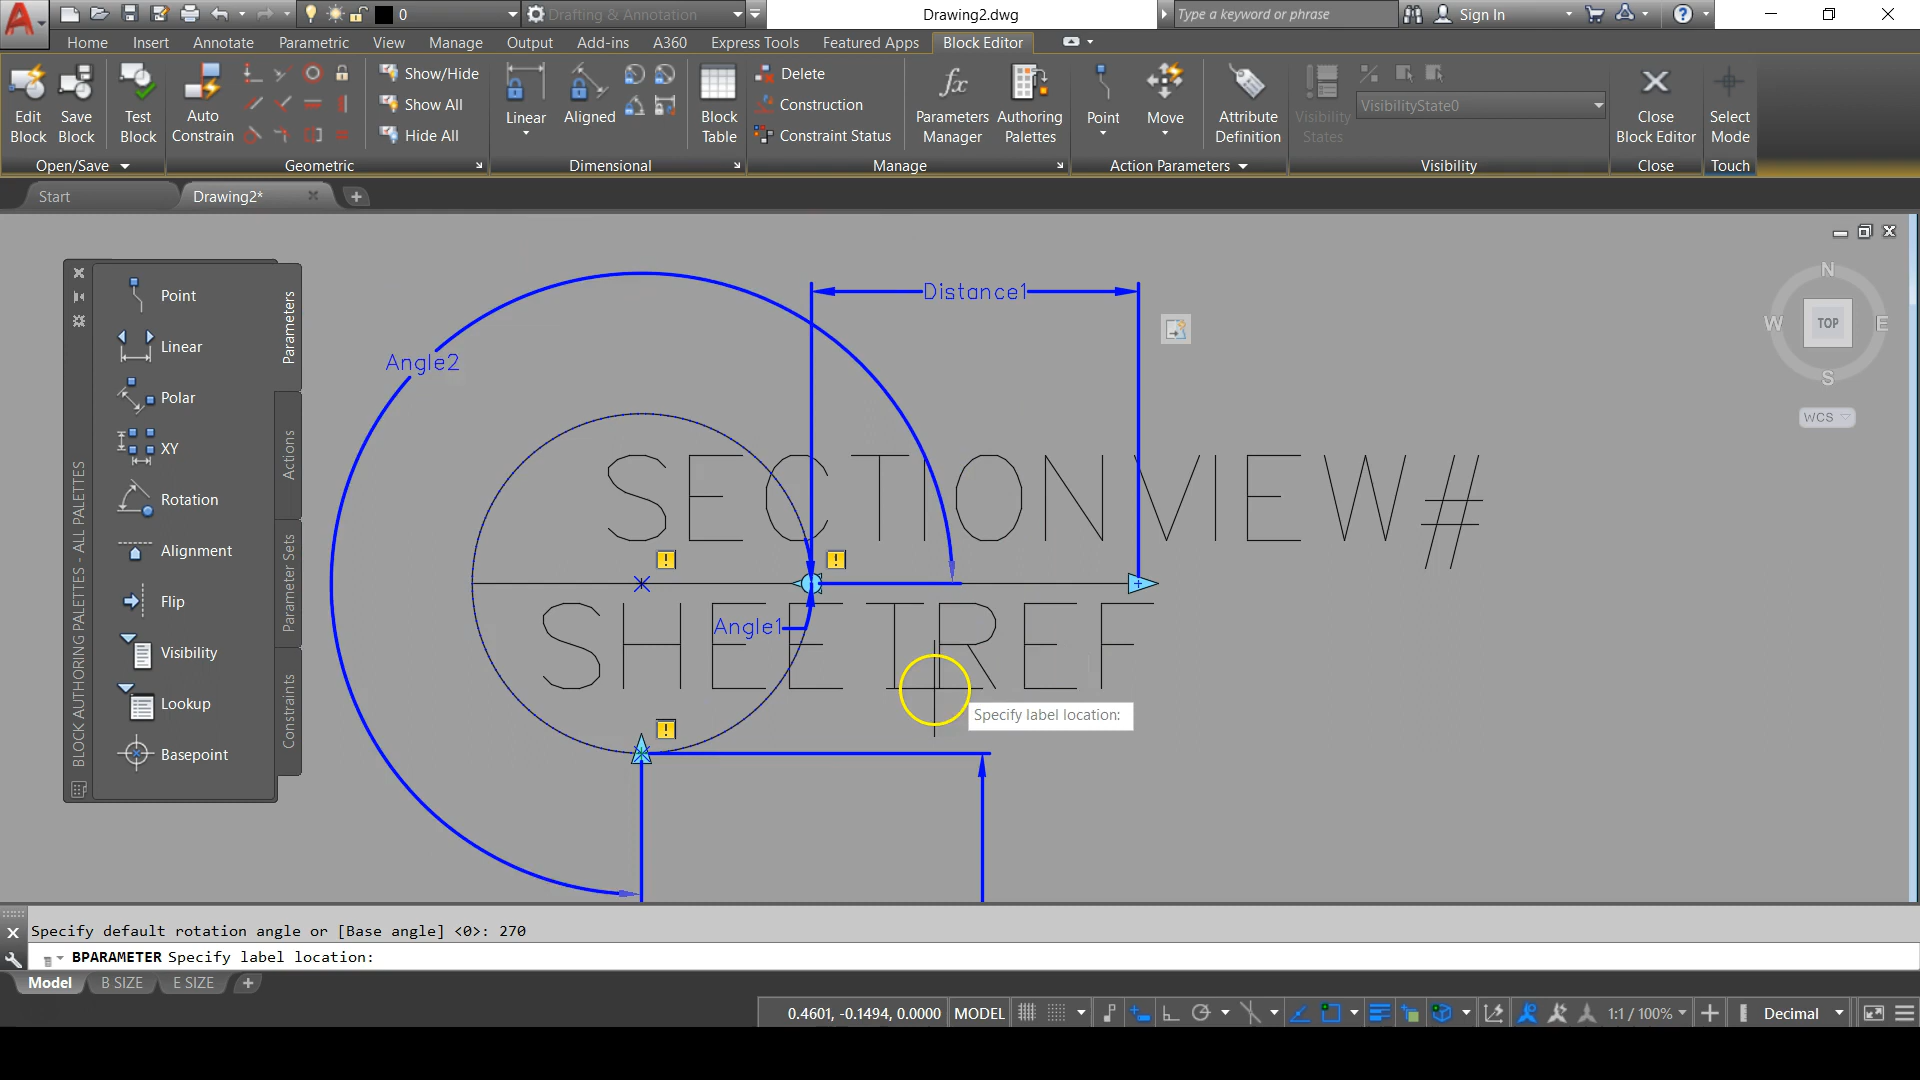 0
Drafting & Annotation
Drawing2.dwg
Type a keyword or phrase
Sign In
Home Insert Annotate Parametric View Manage Output Add-ins A360 Express Tools Featured Apps Block Editor
Edit Block
Save Block
Test Block
Auto Constrain
Show/Hide
Show All
Hide All
Linear
Aligned
Block Table
Delete
Construction
Constraint Status
Parameters Manager
Authoring Palettes
Point
Move
Attribute Definition
Visibility States
VisibilityState0
Close Block Editor
Select Mode
Open/Save
Geometric
Dimensional
Manage
Action Parameters
Visibility
Close
Touch
Start
Drawing2*
Point
Linear
Polar
XY
Rotation
Alignment
Flip
Visibility
Lookup
Basepoint
Parameters
Actions
Parameter Sets
Constraints
BLOCK AUTHORING PALETTES - ALL PALETTES
Distance1
Angle2
SECTIONVIEW#
Angle1
SHEETREF
Specify label location:
N
W
TOP
E
S
WCS
Specify default rotation angle or [Base angle] <0>: 270
BPARAMETER Specify label location:
Model
B SIZE
E SIZE
0.4601, -0.1494, 0.0000
MODEL
1:1 / 100%
Decimal